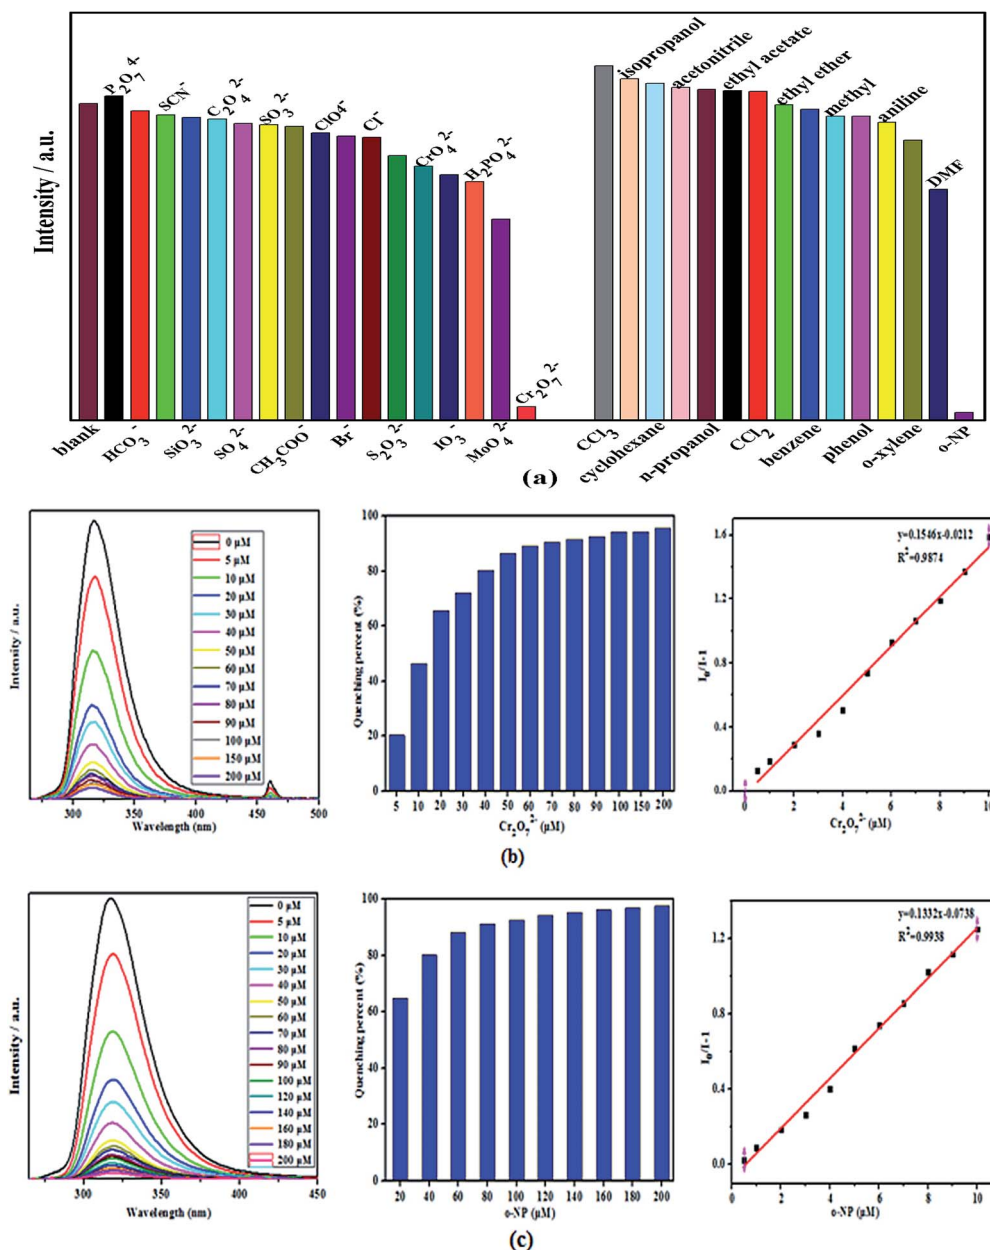 Intensity / a.u.
P₂O₇⁴⁻
SCN⁻
C₂O₄²⁻
SO₃²⁻
ClO⁴⁻
Cl⁻
CrO₄²⁻
H₂PO₄²⁻
Cr₂O₇²⁻
isopropanol
acetonitrile
ethyl acetate
ethyl ether
methyl
aniline
DMF
blank
HCO₃⁻
SiO₃²⁻
SO₄²⁻
CH₃COO⁻
Br⁻
S₂O₃²⁻
IO₃⁻
MoO₄²⁻
CCl₃
cyclohexane
n-propanol
CCl₂
benzene
phenol
o-xylene
o-NP
(a)
Intensity / a.u.
0 μM
5 μM
10 μM
20 μM
30 μM
40 μM
50 μM
60 μM
70 μM
80 μM
90 μM
100 μM
150 μM
200 μM
300 350 400 450 500
Wavelength (nm)
Quenching percent (%)
100
80
60
40
20
0
5 10 20 30 40 50 60 70 80 90 100 150 200
Cr₂O₇²⁻ (μM)
I₀/I-1
y=0.1546x-0.0212
R²=0.9874
1.6
1.2
0.8
0.4
0.0
2 4 6 8 10
Cr₂O₇²⁻ (μM)
(b)
Intensity / a.u.
0 μM
5 μM
10 μM
20 μM
30 μM
40 μM
50 μM
60 μM
70 μM
80 μM
90 μM
100 μM
120 μM
140 μM
160 μM
180 μM
200 μM
300 350 400 450
Wavelength (nm)
Quenching percent (%)
100
80
60
40
20
0
20 40 60 80 100 120 140 160 180 200
o-NP (μM)
I₀/I-1
y=0.1332x-0.0738
R²=0.9938
1.2
0.8
0.4
0.0
0 2 4 6 8 10
o-NP (μM)
(c)